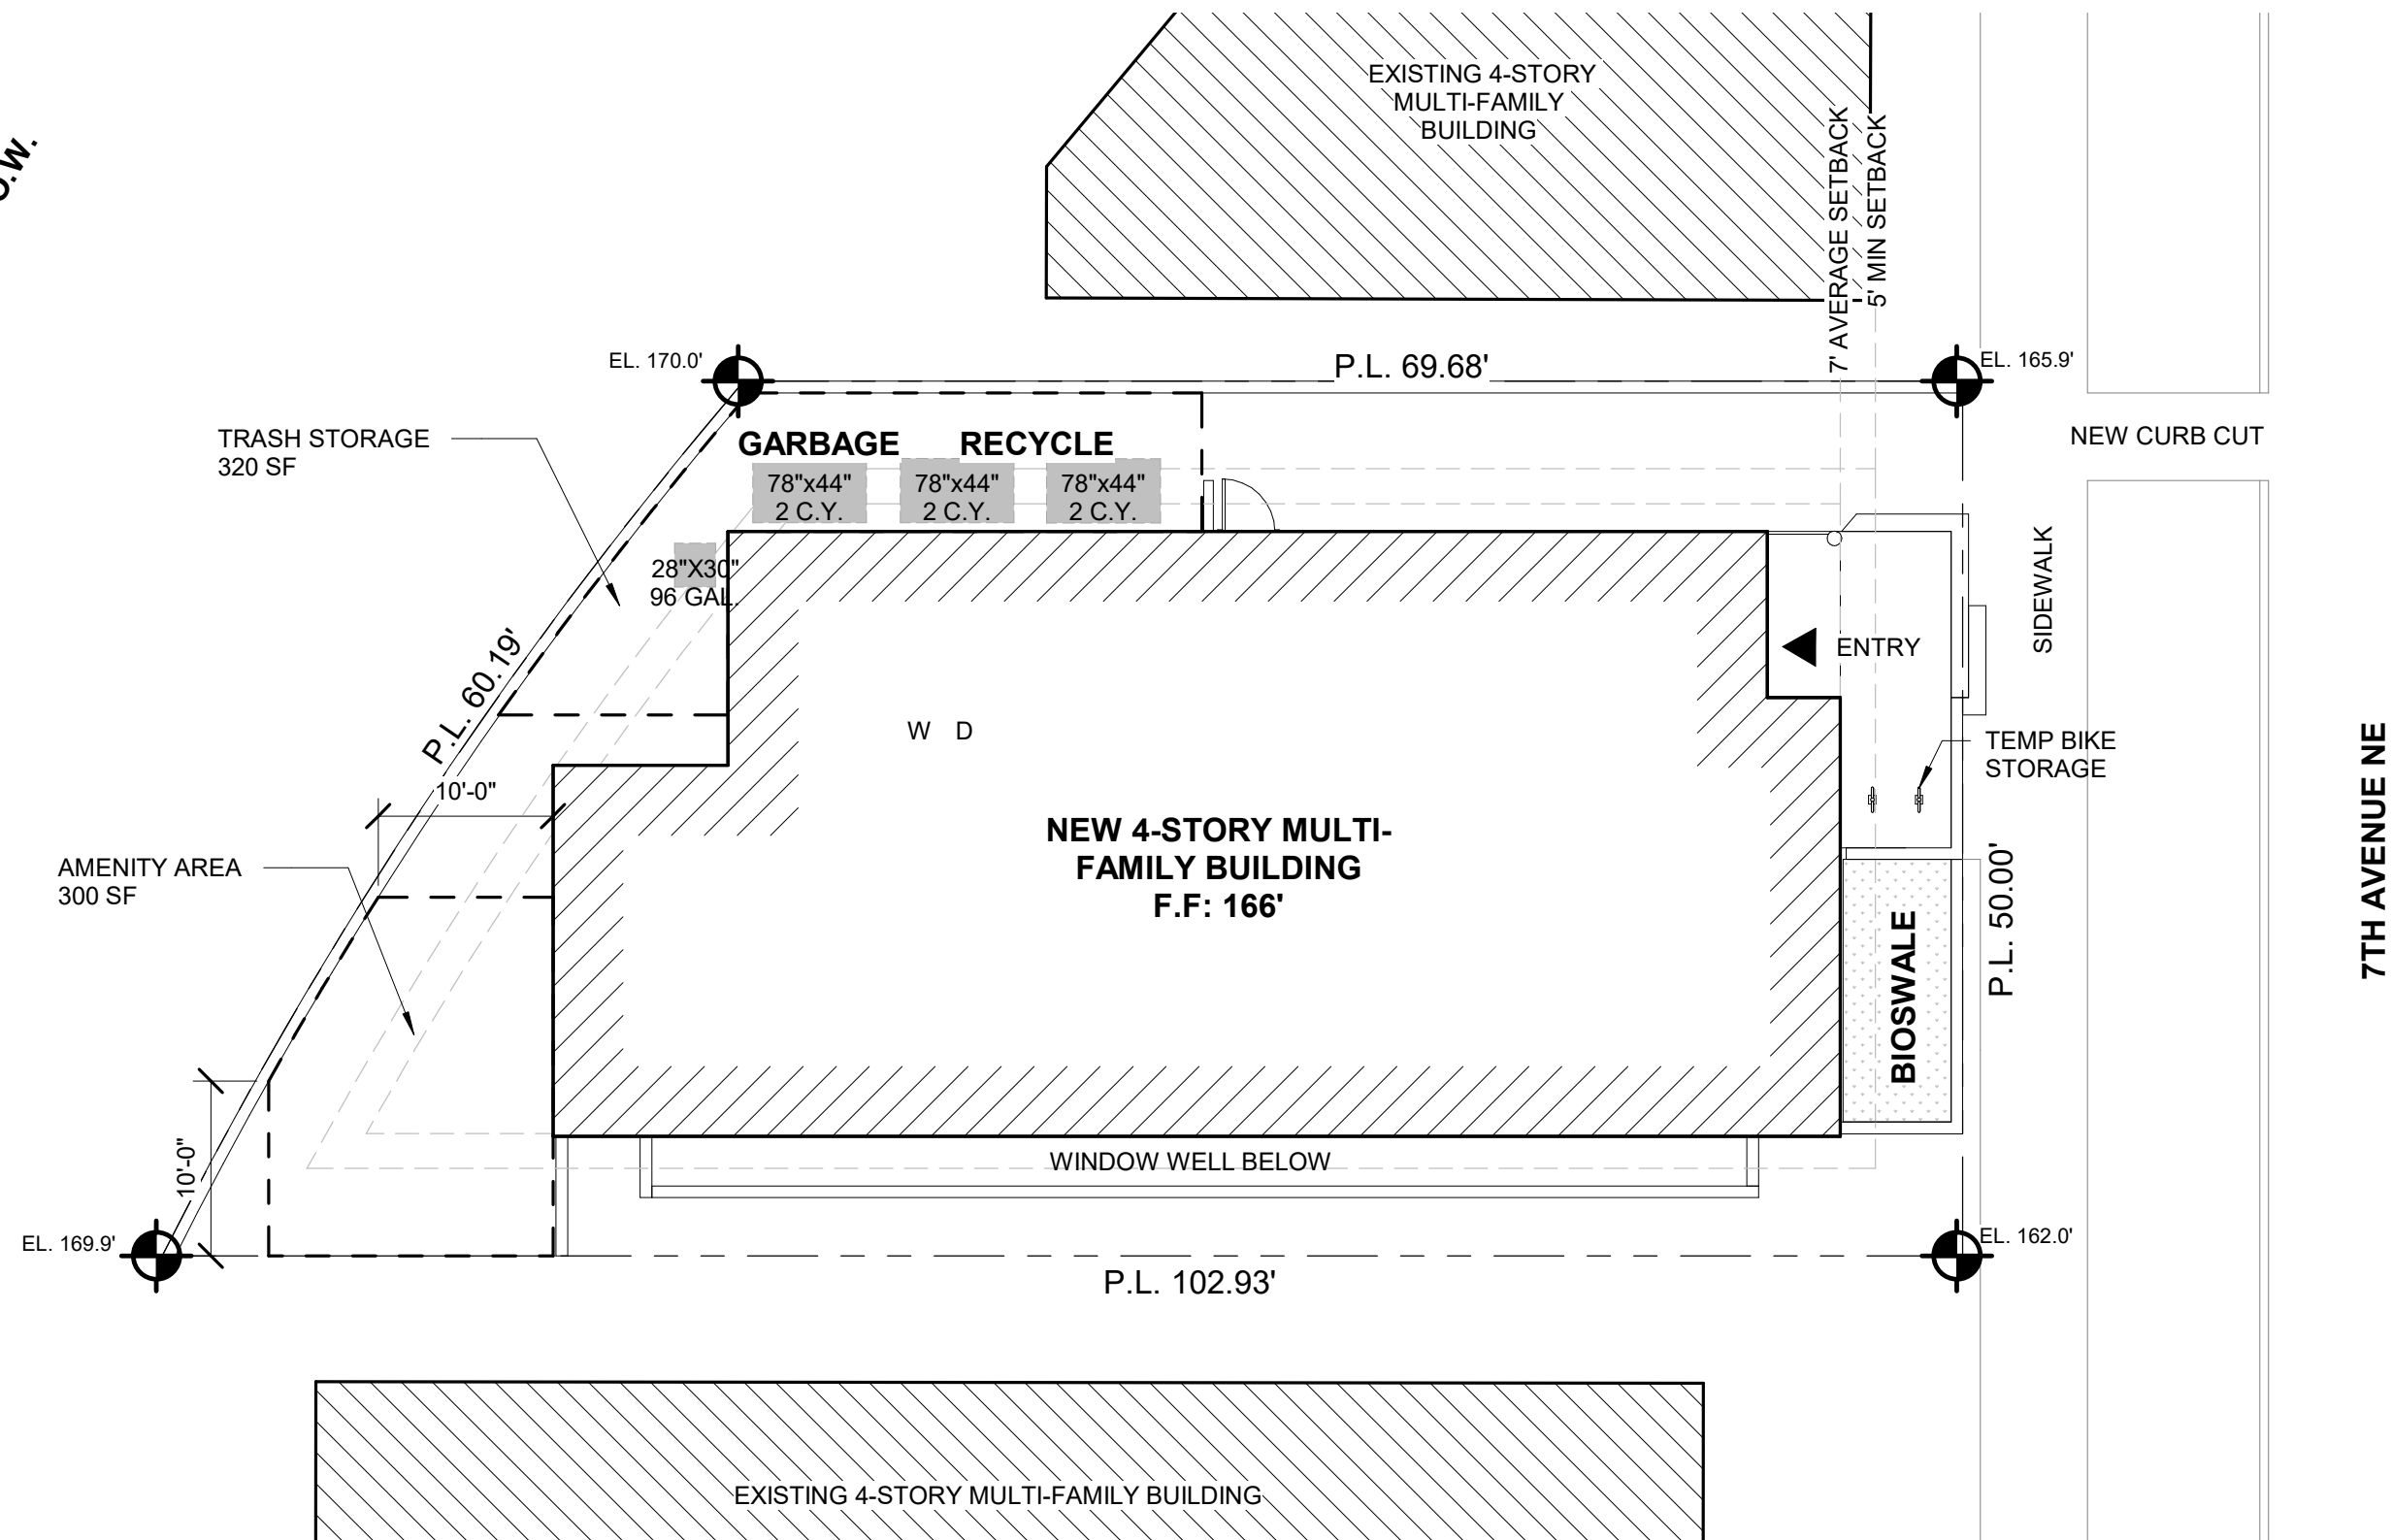 EXISTING 4-STORY
MULTI-FAMILY
BUILDING
7' AVERAGE SETBACK
5' MIN SETBACK
EL. 170.0'
P.L. 69.68'
EL. 165.9'
TRASH STORAGE
320 SF
GARBAGE
RECYCLE
NEW CURB CUT
78"x44"
2 C.Y.
78"x44"
2 C.Y.
78"x44"
2 C.Y.
28"X30"
96 GAL.
SIDEWALK
ENTRY
P.L. 60.19'
W D
TEMP BIKE
STORAGE
10'-0"
7TH AVENUE NE
NEW 4-STORY MULTI-
FAMILY BUILDING
F.F: 166'
AMENITY AREA
300 SF
P.L. 50.00'
BIOSWALE
10'-0"
WINDOW WELL BELOW
EL. 169.9'
EL. 162.0'
P.L. 102.93'
EXISTING 4-STORY MULTI-FAMILY BUILDING